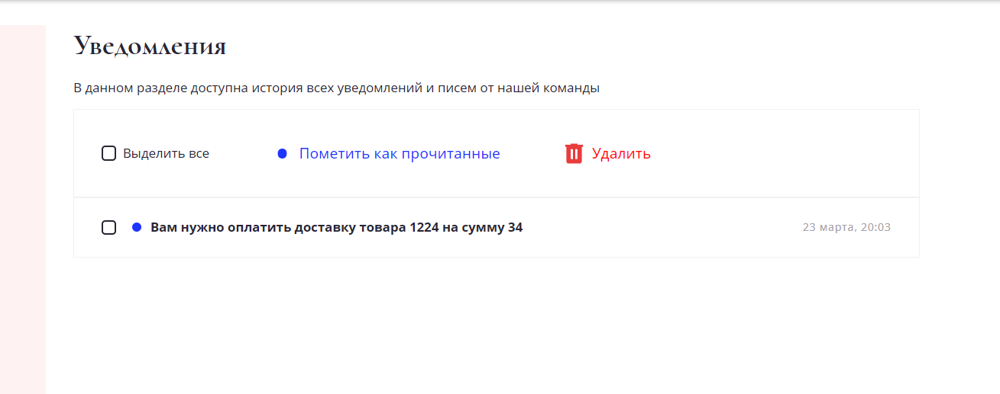 Уведомления
В данном разделе доступна история всех уведомлений и писем от нашей команды
Выделить все Пометить как прочитанные Удалить
Вам нужно оплатить доставку товара 1224 на сумму 34 23 марта, 20:03